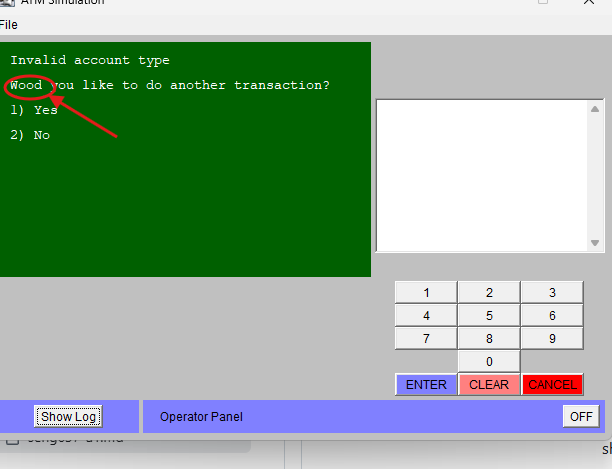 ATM Simulation
File
Invalid account type
Wood you like to do another transaction?
1) Yes
2) No
1 2 3
4 5 6
7 8 9
0
ENTER CLEAR CANCEL
Show Log Operator Panel OFF